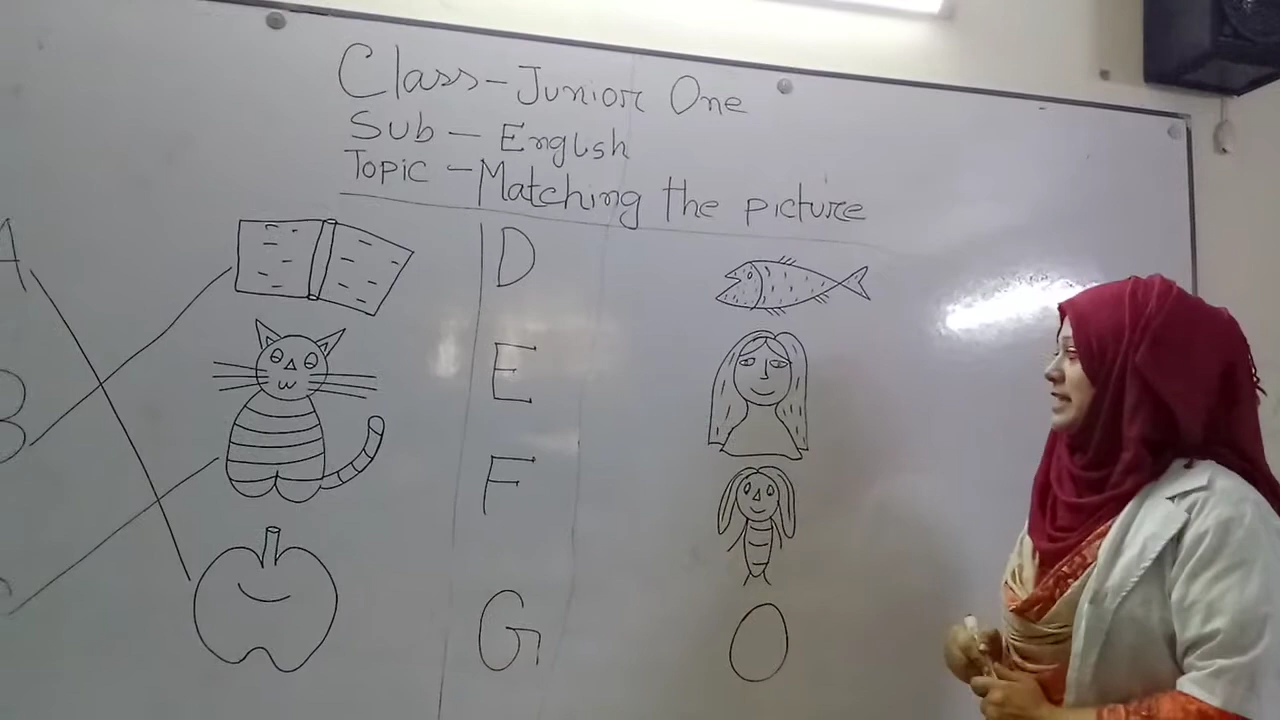 Class - Junior One
Sub - English
Topic - Matching the picture
A
B
D
E
F
G